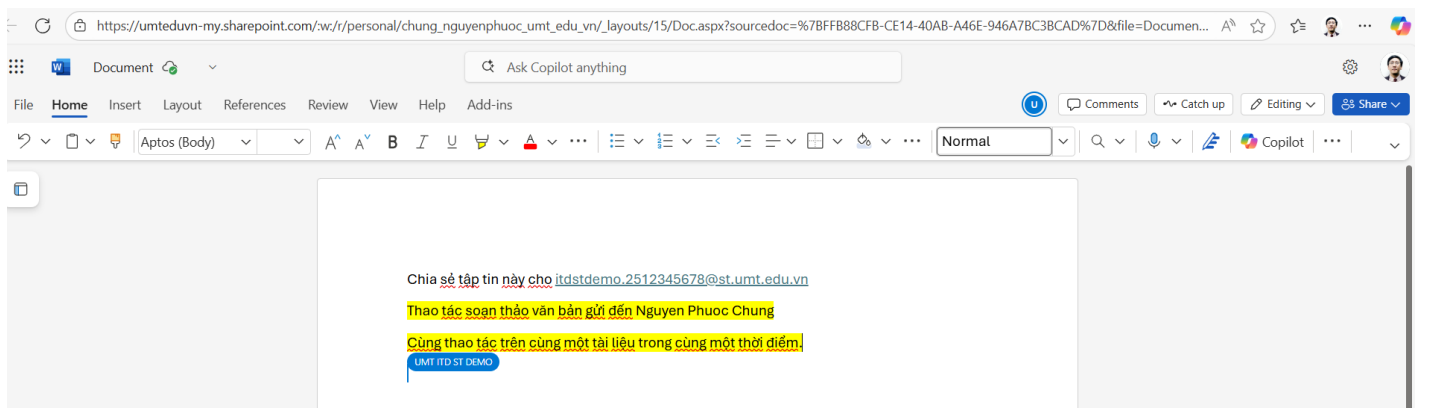 https://umteduvn-my.sharepoint.com/:w:/r/personal/chung_nguyenphuoc_umt_edu_vn/_layouts/15/Doc.aspx?sourcedoc=%7BFFB88CFB-CE14-40AB-A46E-946A7BC3BCAD%7D&file=Documen...
Document Ask Copilot anything
File Home Insert Layout References Review View Help Add-ins U Comments Catch up Editing Share
Aptos (Body) B I U A Normal Copilot
Chia sẻ tập tin này cho itdstdemo.2512345678@st.umt.edu.vn
Thao tác soạn thảo văn bản gửi đến Nguyen Phuoc Chung
Cùng thao tác trên cùng một tài liệu trong cùng một thời điểm.
UMT ITD ST DEMO